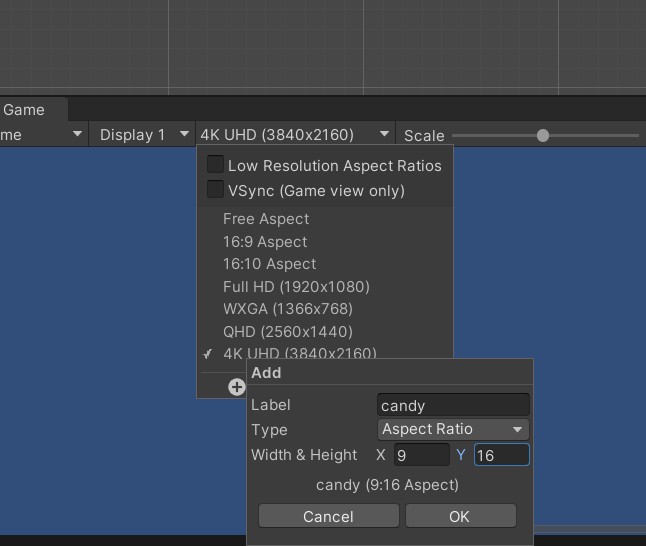 Game
me Display 1 4K UHD (3840x2160) Scale
Low Resolution Aspect Ratios
VSync (Game view only)
Free Aspect
16:9 Aspect
16:10 Aspect
Full HD (1920x1080)
WXGA (1366x768)
QHD (2560x1440)
4K UHD (3840x2160)
Add
Label candy
Type Aspect Ratio
Width & Height X 9 Y 16
candy (9:16 Aspect)
Cancel OK